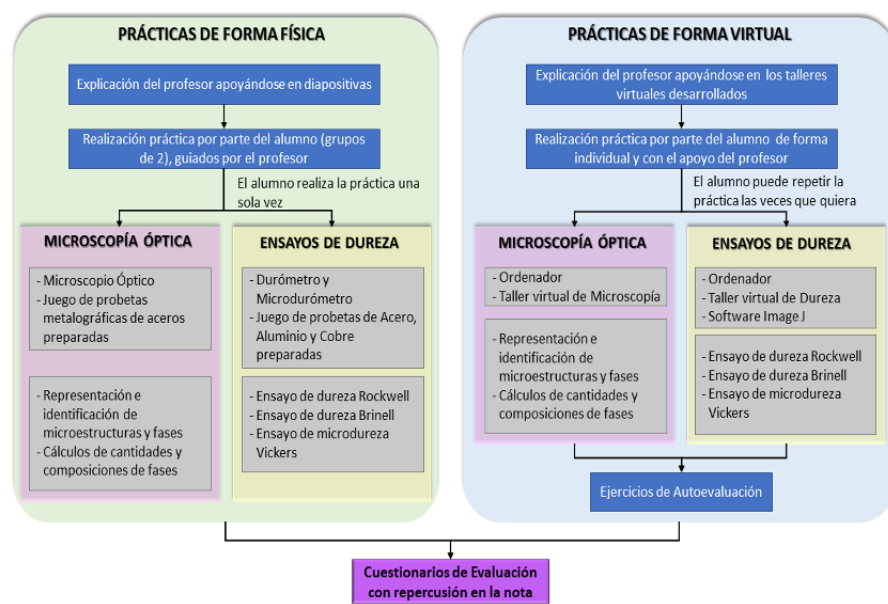 PRÁCTICAS DE FORMA FÍSICA
Explicación del profesor apoyándose en diapositivas
Realización práctica por parte del alumno (grupos
de 2), guiados por el profesor
El alumno realiza la práctica una
sola vez
MICROSCOPÍA ÓPTICA
- Microscopio Óptico
- Juego de probetas
metalográficas de aceros
preparadas
- Representación e
identificación de
microestructuras y fases
- Cálculos de cantidades y
composiciones de fases
ENSAYOS DE DUREZA
- Durómetro y
Microdurómetro
- Juego de probetas de Acero,
Aluminio y Cobre
preparadas
- Ensayo de dureza Rockwell
- Ensayo de dureza Brinell
- Ensayo de microdureza
Vickers
PRÁCTICAS DE FORMA VIRTUAL
Explicación del profesor apoyándose en los talleres
virtuales desarrollados
Realización práctica por parte del alumno de forma
individual y con el apoyo del profesor
El alumno puede repetir la
práctica las veces que quiera
MICROSCOPÍA ÓPTICA
- Ordenador
- Taller virtual de Microscopía
- Representación e
identificación de
microestructuras y fases
- Cálculos de cantidades y
composiciones de fases
ENSAYOS DE DUREZA
- Ordenador
- Taller virtual de Dureza
- Software Image J
- Ensayo de dureza Rockwell
- Ensayo de dureza Brinell
- Ensayo de microdureza
Vickers
Ejercicios de Autoevaluación
Cuestionarios de Evaluación
con repercusión en la nota